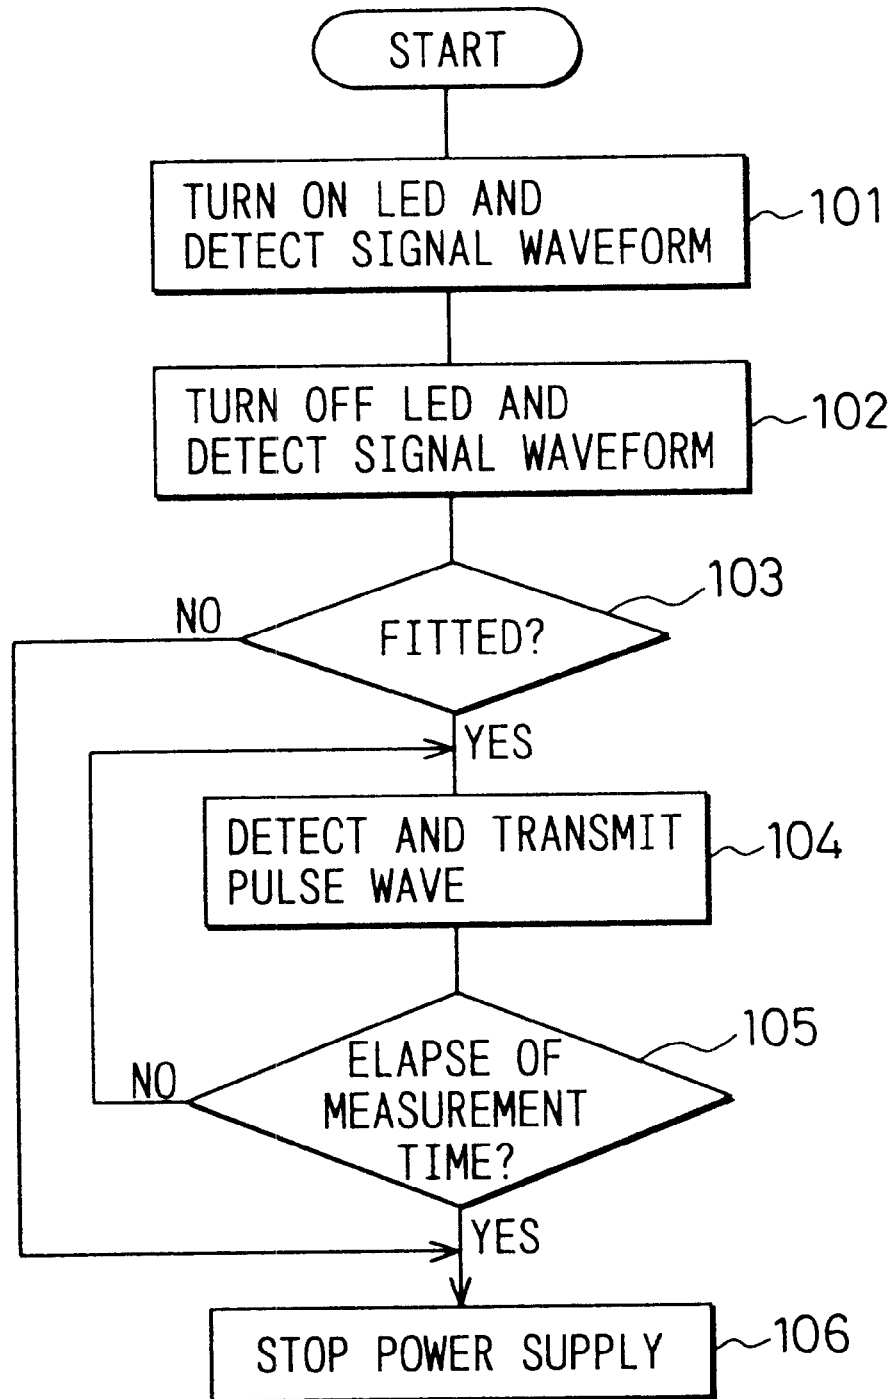 START
TURN ON LED AND
DETECT SIGNAL WAVEFORM
101
TURN OFF LED AND
DETECT SIGNAL WAVEFORM
102
103
NO
FITTED?
YES
DETECT AND TRANSMIT
PULSE WAVE
104
105
ELAPSE OF
NO
MEASUREMENT
TIME?
YES
STOP POWER SUPPLY
106